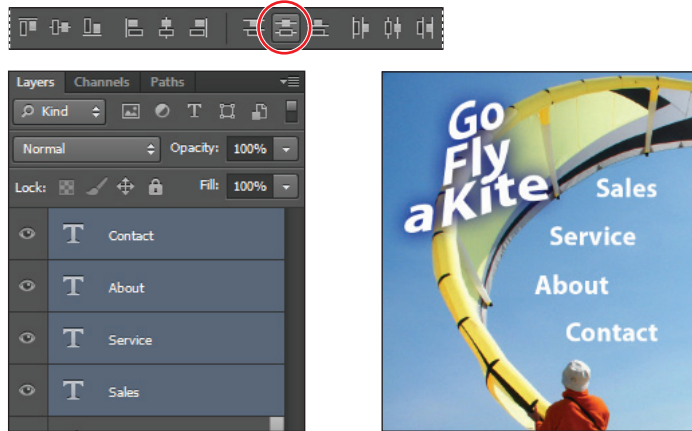 Layers Channels Paths
Kind
Normal Opacity: 100%
Lock: Fill: 100%
T Contact
T About
T Service
T Sales
Go
Fly
a Kite
Sales
Service
About
Contact